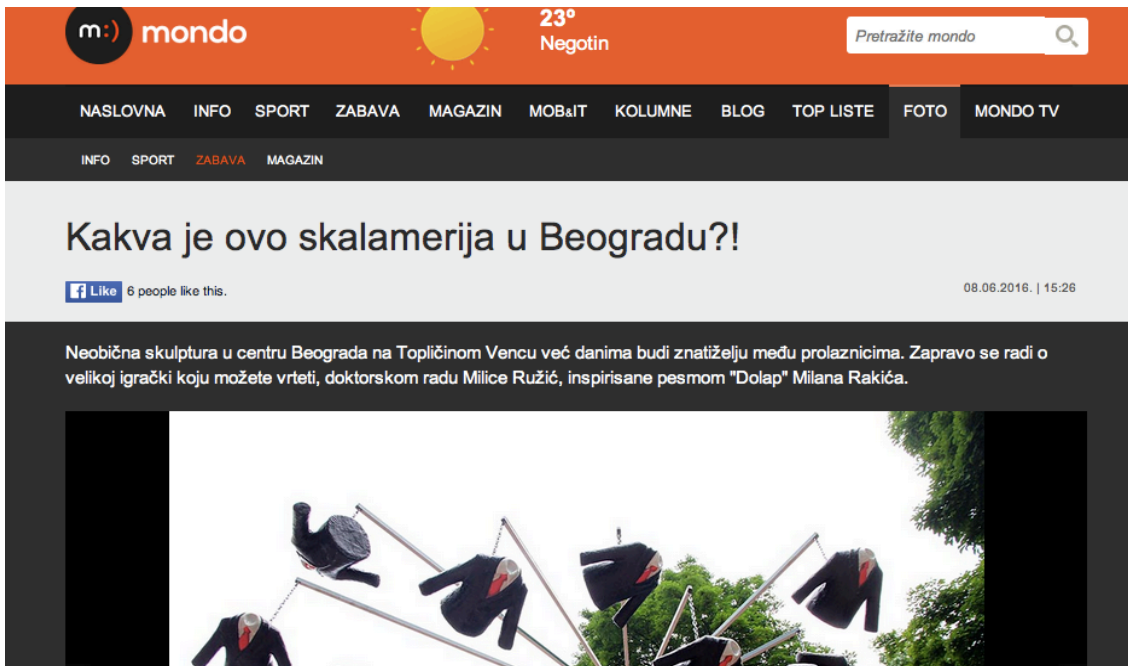 m:) mondo
23°
Negotin
Pretražite mondo
NASLOVNA INFO SPORT ZABAVA MAGAZIN MOB&IT KOLUMNE BLOG TOP LISTE FOTO MONDO TV
INFO SPORT ZABAVA MAGAZIN
Kakva je ovo skalamerija u Beogradu?!
Like 6 people like this.
08.06.2016. | 15:26
Neobična skulptura u centru Beograda na Topličinom Vencu već danima budi znatiželju među prolaznicima. Zapravo se radi o
velikoj igrački koju možete vrteti, doktorskom radu Milice Ružić, inspirisane pesmom "Dolap" Milana Rakića.